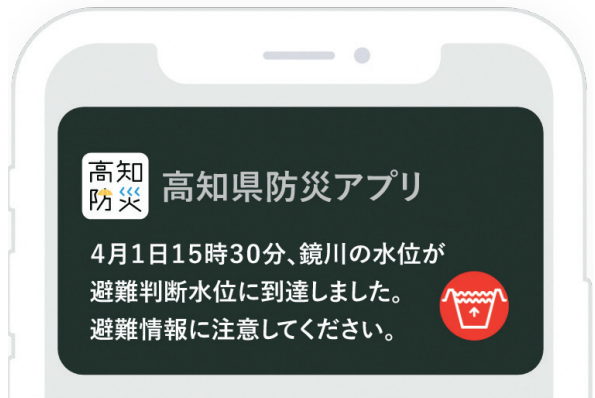 高知
防災
高知県防災アプリ
4月1日15時30分、鏡川の水位が
避難判断水位に到達しました。
避難情報に注意してください。